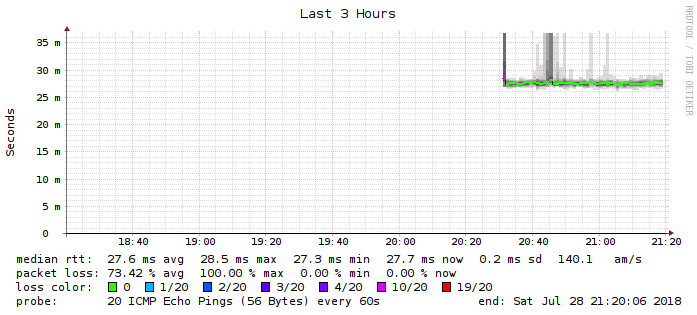 Last 3 Hours
RRDTOOL / TOBI OETIKER
Seconds
35 m
30 m
25 m
20 m
15 m
10 m
5 m
0
18:40 19:00 19:20 19:40 20:00 20:20 20:40 21:00 21:20
median rtt: 27.6 ms avg 28.5 ms max 27.3 ms min 27.7 ms now 0.2 ms sd 140.1 am/s
packet loss: 73.42 % avg 100.00 % max 0.00 % min 0.00 % now
loss color: 0 1/20 2/20 3/20 4/20 10/20 19/20
probe: 20 ICMP Echo Pings (56 Bytes) every 60s end: Sat Jul 28 21:20:06 2018